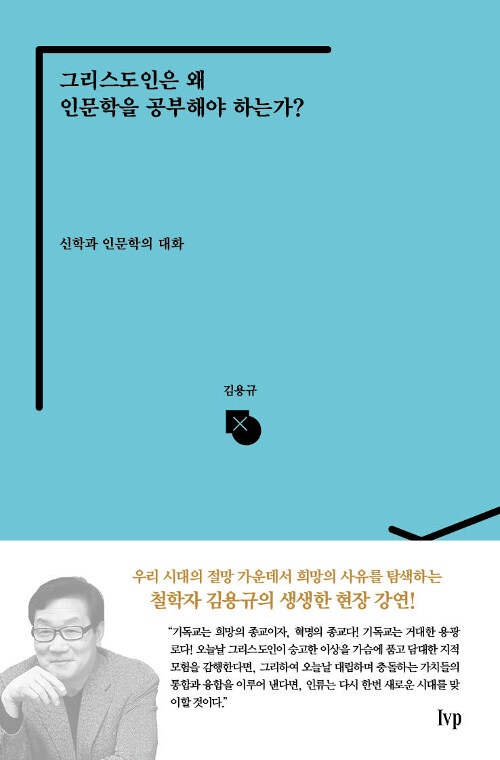 그리스도인은 왜
인문학을 공부해야 하는가?
신학과 인문학의 대화
김용규
우리 시대의 절망 가운데서 희망의 사유를 탐색하는
철학자 김용규의 생생한 현장 강연!
“기독교는 희망의 종교이자, 혁명의 종교다! 기독교는 거대한 용광
로다! 오늘날 그리스도인이 숭고한 이상을 가슴에 품고 담대한 지적
모험을 감행한다면, 그리하여 오늘날 대립하며 충돌하는 가치들의
통합과 융합을 이루어 낸다면, 인류는 다시 한번 새로운 시대를 맞
이할 것이다.”
Ivp